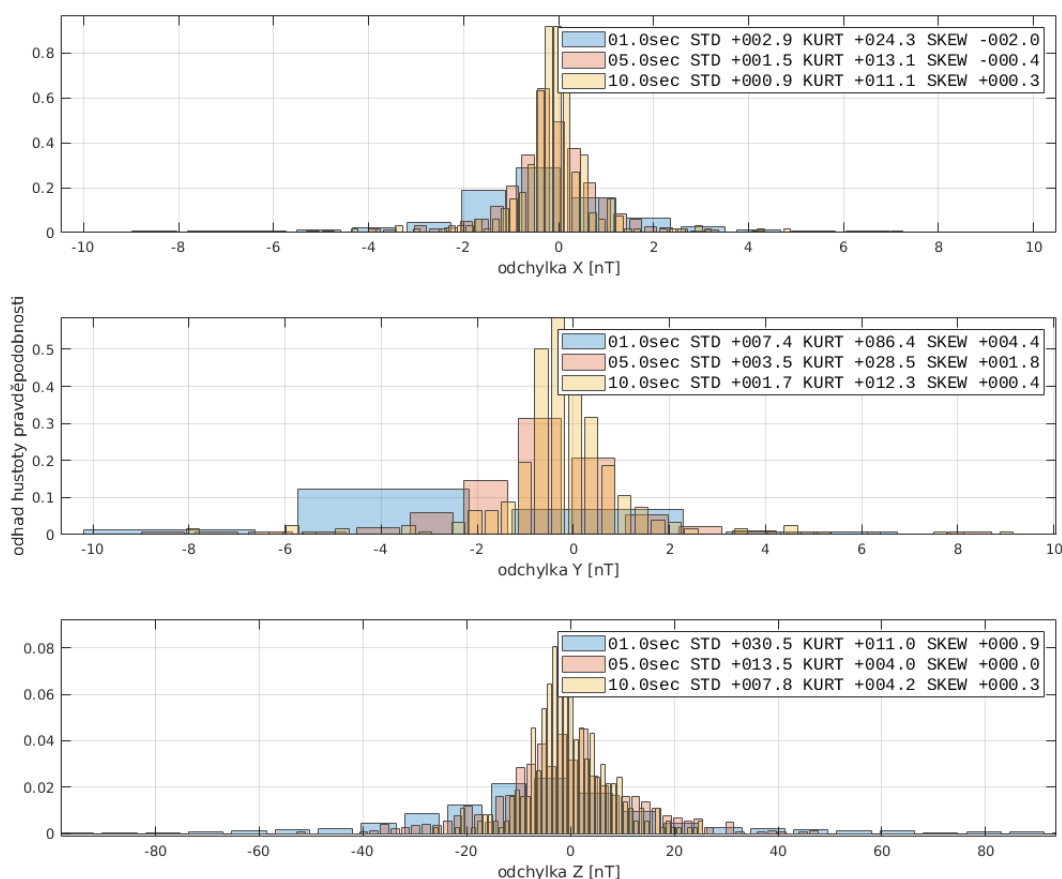 01.0sec STD +002.9 KURT +024.3 SKEW -002.0
05.0sec STD +001.5 KURT +013.1 SKEW -000.4
10.0sec STD +000.9 KURT +011.1 SKEW +000.3
0.8
0.6
0.4
0.2
0
-10 -8 -6 -4 -2 0 2 4 6 8 10
odchylka X [nT]
odhad hustoty pravděpodobnosti
01.0sec STD +007.4 KURT +086.4 SKEW +004.4
05.0sec STD +003.5 KURT +028.5 SKEW +001.8
10.0sec STD +001.7 KURT +012.3 SKEW +000.4
0.5
0.4
0.3
0.2
0.1
0
-10 -8 -6 -4 -2 0 2 4 6 8 10
odchylka Y [nT]
01.0sec STD +030.5 KURT +011.0 SKEW +000.9
05.0sec STD +013.5 KURT +004.0 SKEW +000.0
10.0sec STD +007.8 KURT +004.2 SKEW +000.3
0.08
0.06
0.04
0.02
0
-80 -60 -40 -20 0 20 40 60 80
odchylka Z [nT]